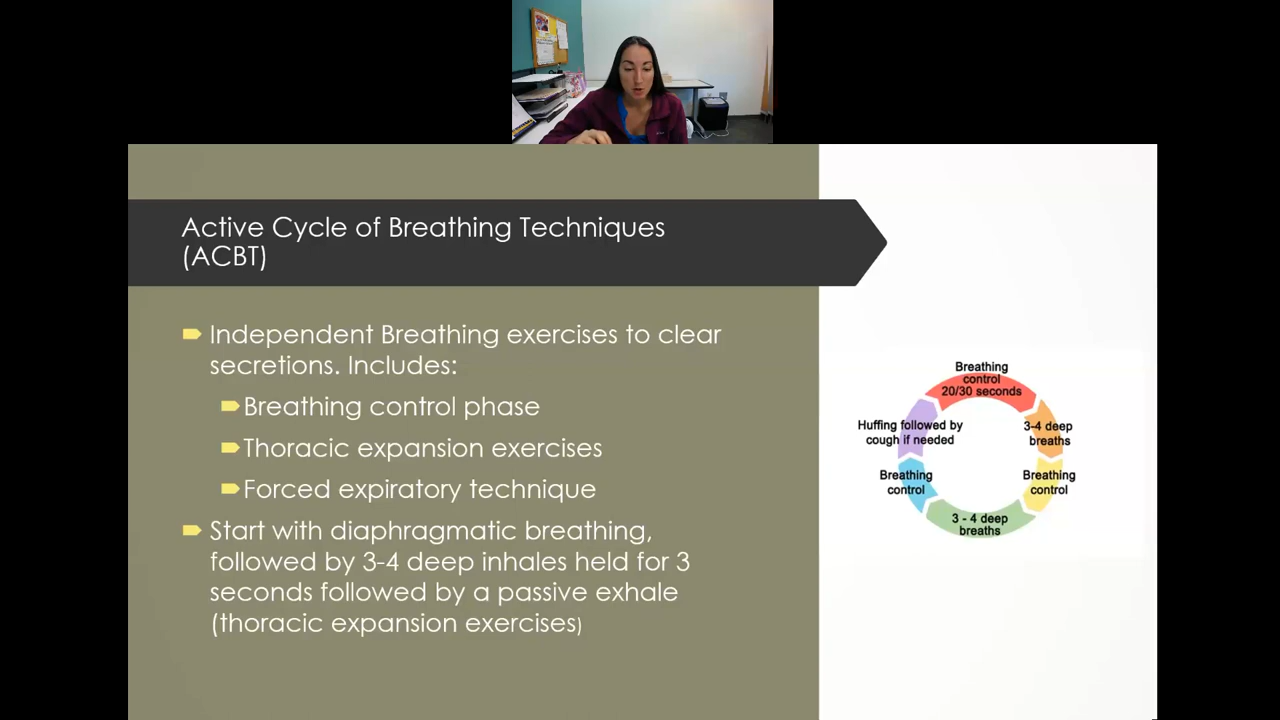 Active Cycle of Breathing Techniques
(ACBT)
Independent Breathing exercises to clear
secretions. Includes:
Breathing control phase
Thoracic expansion exercises
Forced expiratory technique
Start with diaphragmatic breathing,
followed by 3-4 deep inhales held for 3
seconds followed by a passive exhale
(thoracic expansion exercises)
Breathing
control
20/30 seconds
3-4 deep
breaths
Breathing
control
3 - 4 deep
breaths
Breathing
control
Huffing followed by
cough if needed